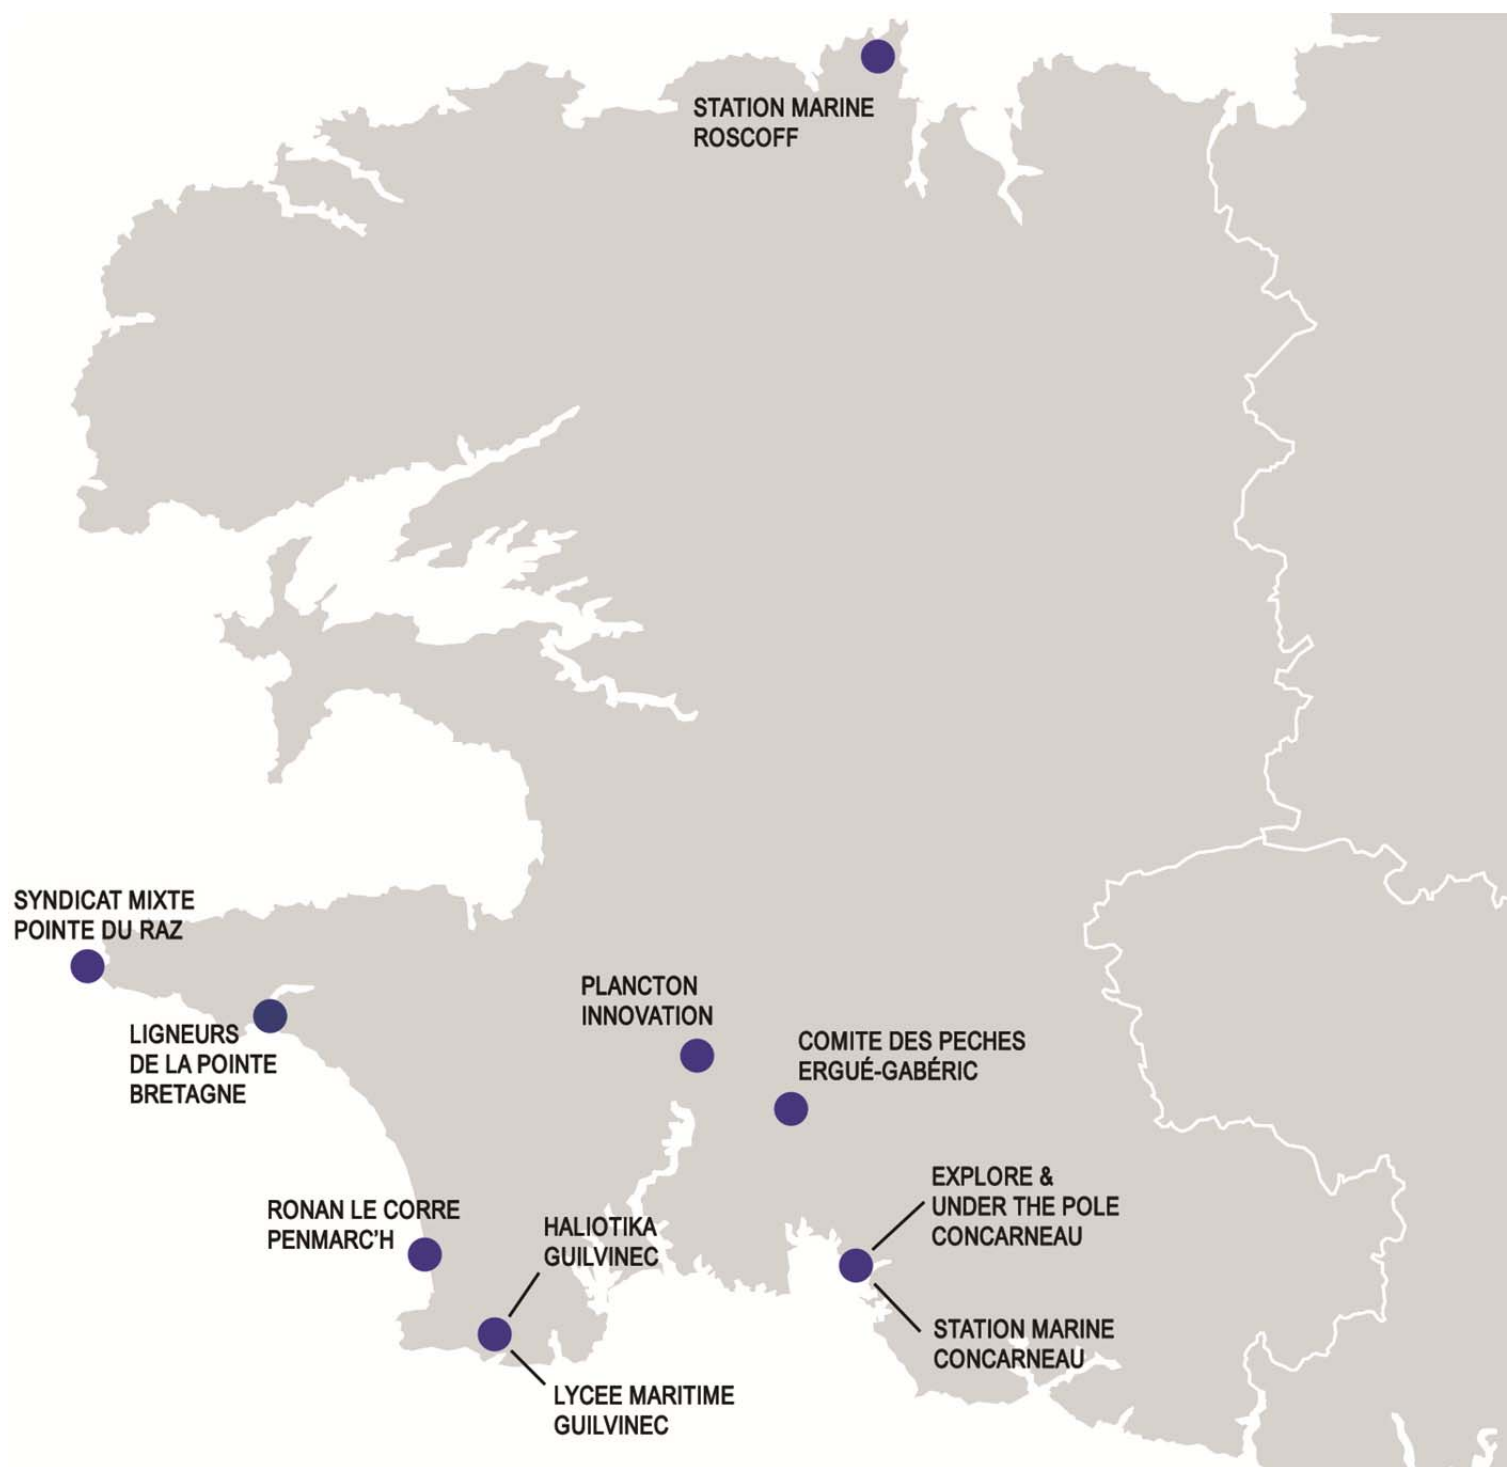 STATION MARINE
ROSCOFF
SYNDICAT MIXTE
POINTE DU RAZ
LIGNEURS
DE LA POINTE
BRETAGNE
PLANCTON
INNOVATION
COMITE DES PECHES
ERGUÉ-GABÉRIC
EXPLORE &
UNDER THE POLE
CONCARNEAU
RONAN LE CORRE
PENMARC'H
HALIOTIKA
GUILVINEC
STATION MARINE
CONCARNEAU
LYCEE MARITIME
GUILVINEC